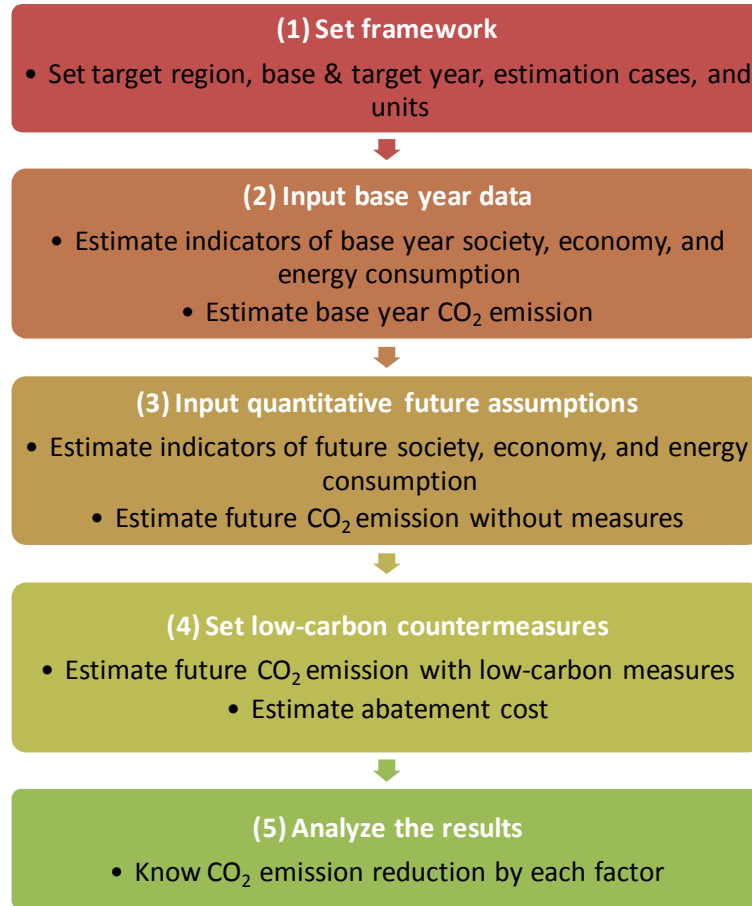 (1) Set framework
• Set target region, base & target year, estimation cases, and
units
(2) Input base year data
• Estimate indicators of base year society, economy, and
energy consumption
• Estimate base year CO₂ emission
(3) Input quantitative future assumptions
• Estimate indicators of future society, economy, and energy
consumption
• Estimate future CO₂ emission without measures
(4) Set low-carbon countermeasures
• Estimate future CO₂ emission with low-carbon measures
• Estimate abatement cost
(5) Analyze the results
• Know CO₂ emission reduction by each factor